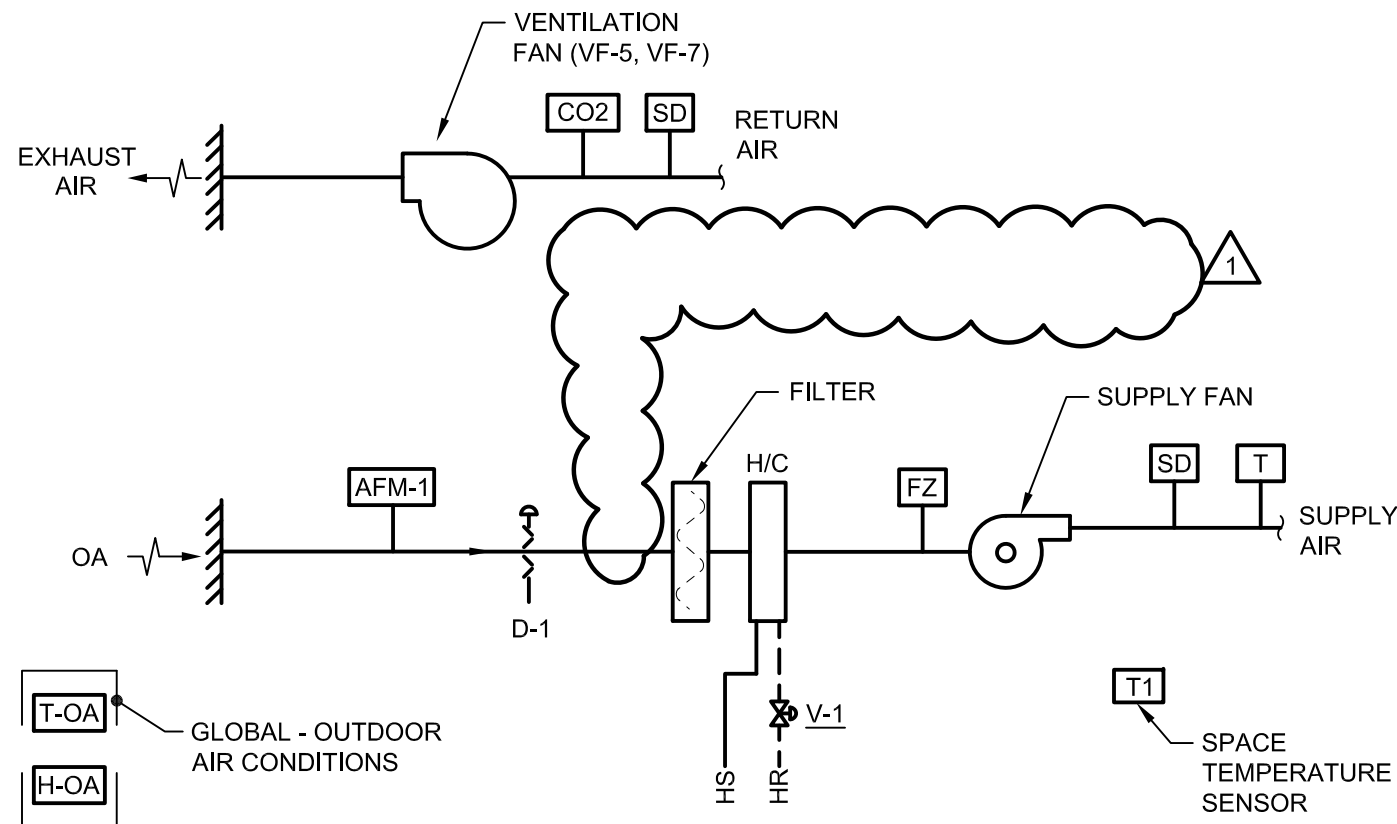 VENTILATION
FAN (VF-5, VF-7)
CO2
SD
RETURN
AIR
EXHAUST
AIR
1
FILTER
SUPPLY FAN
H/C
AFM-1
FZ
SD
T
OA
SUPPLY
AIR
D-1
T-OA
GLOBAL - OUTDOOR
AIR CONDITIONS
H-OA
V-1
HS
HR
T1
SPACE
TEMPERATURE
SENSOR